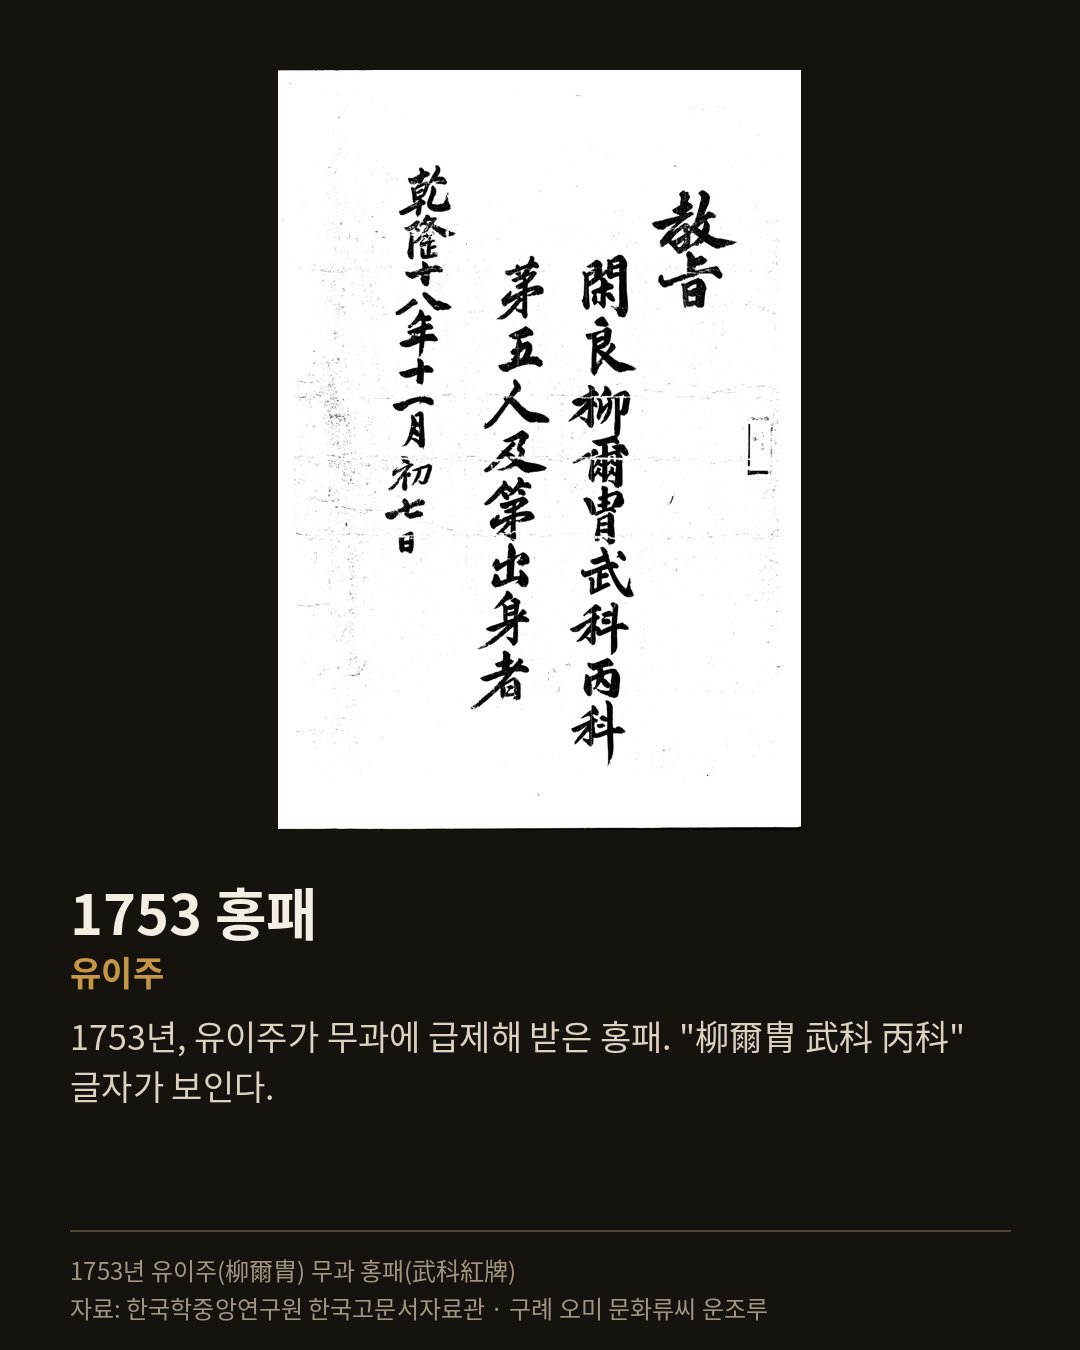 敎旨
閑良柳爾胄武科丙科
第五人及第出身者
乾隆十八年十一月初七日
1753 홍패
유이주
1753년, 유이주가 무과에 급제해 받은 홍패. "柳爾胄 武科 丙科"
글자가 보인다.
1753년 유이주(柳爾胄) 무과 홍패(武科紅牌)
자료: 한국학중앙연구원 한국고문서자료관 · 구례 오미 문화류씨 운조루